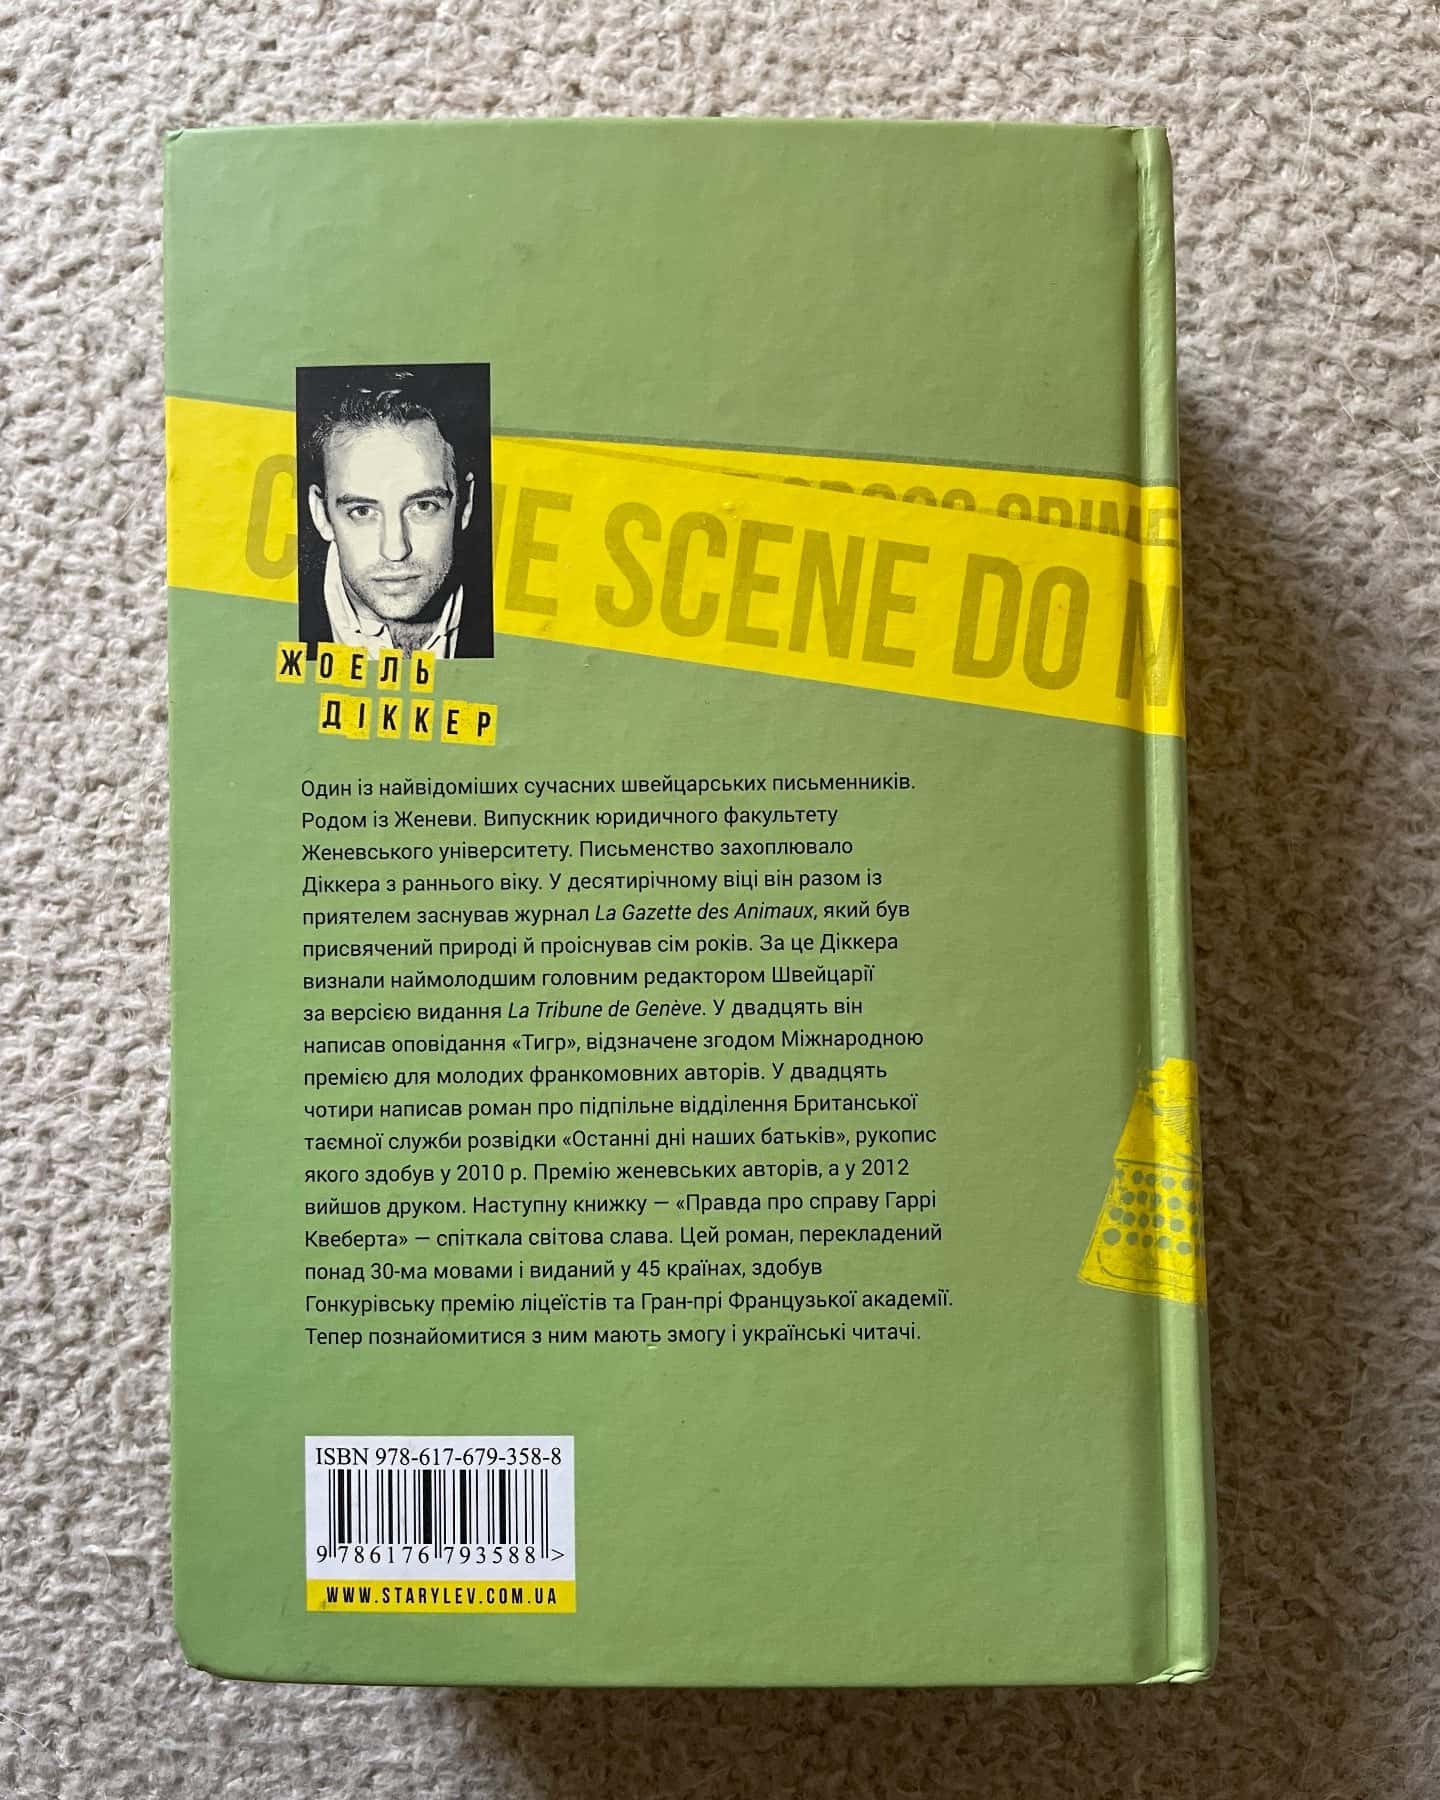 SCENE DO
ЖОЕЛЬ
ДІККЕР
Один із найвідоміших сучасних швейцарських письменників.
Родом із Женеви. Випускник юридичного факультету
Женевського університету. Письменство захоплювало
Діккера з раннього віку. У десятирічному віці він разом із
приятелем заснував журнал La Gazette des Animaux, який був
присвячений природі й проіснував сім років. За це Діккера
визнали наймолодшим головним редактором Швейцарії
за версією видання La Tribune de Genève. У двадцять він
написав оповідання «Тигр», відзначене згодом Міжнародною
премією для молодих франкомовних авторів. У двадцять
чотири написав роман про підпільне відділення Британської
таємної служби розвідки «Останні дні наших батьків», рукопис
якого здобув у 2010 р. Премію женевських авторів, а у 2012
вийшов друком. Наступну книжку — «Правда про справу Гаррі
Квеберта» — спіткала світова слава. Цей роман, перекладений
понад 30-ма мовами і виданий у 45 країнах, здобув
Гонкурівську премію ліцеїстів та Гран-прі Французької академії.
Тепер познайомитися з ним мають змогу і українські читачі.
ISBN 978-617-679-358-8
9 786176 793588 >
WWW.STARYLEV.COM.UA